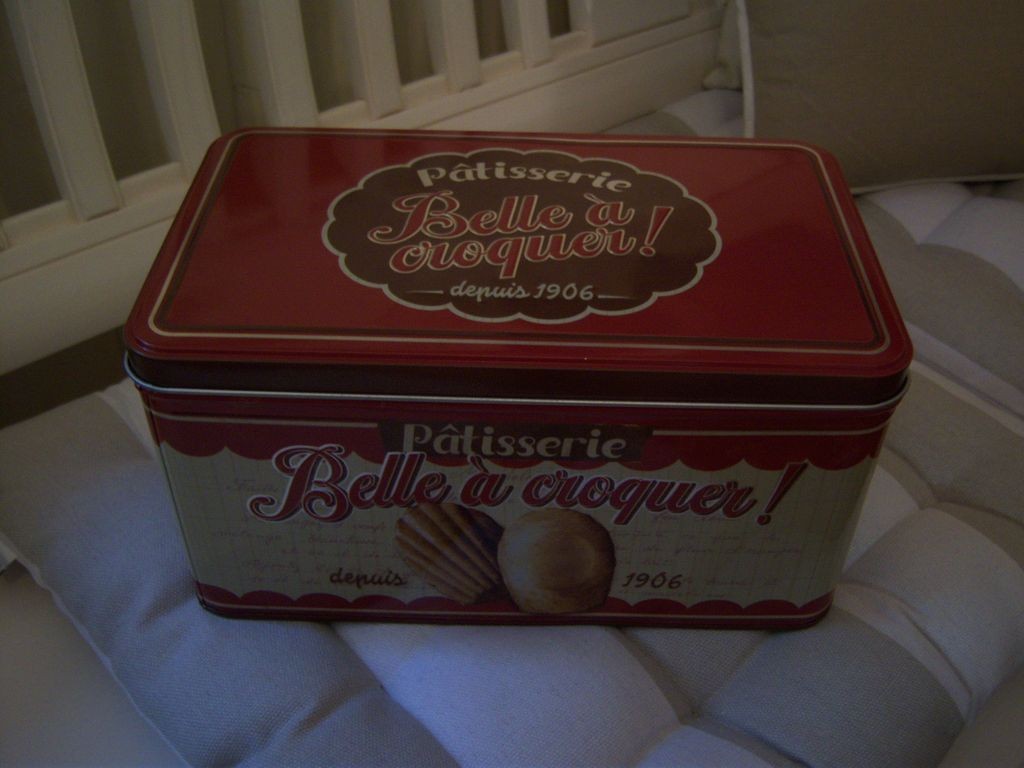 Pâtisserie
Belle à
croquer!
depuis 1906
Pâtisserie
Belle à croquer!
depuis 1906